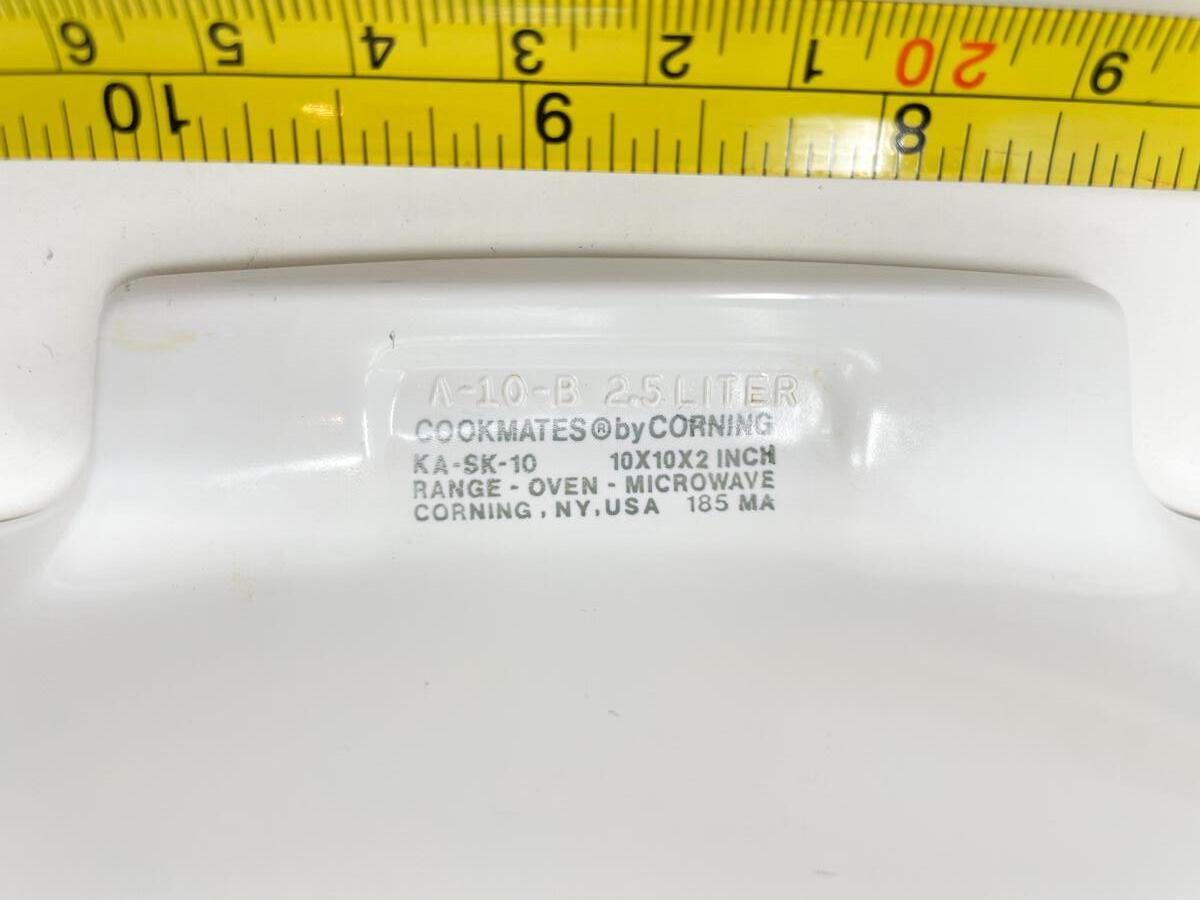 6 5 4 3 2 1 20 9
10 1 9 8
A-10-B 2.5 LITER
COOKMATES® by CORNING
KA-SK-10 10X10X2 INCH
RANGE - OVEN - MICROWAVE
CORNING , NY, USA 185 MA